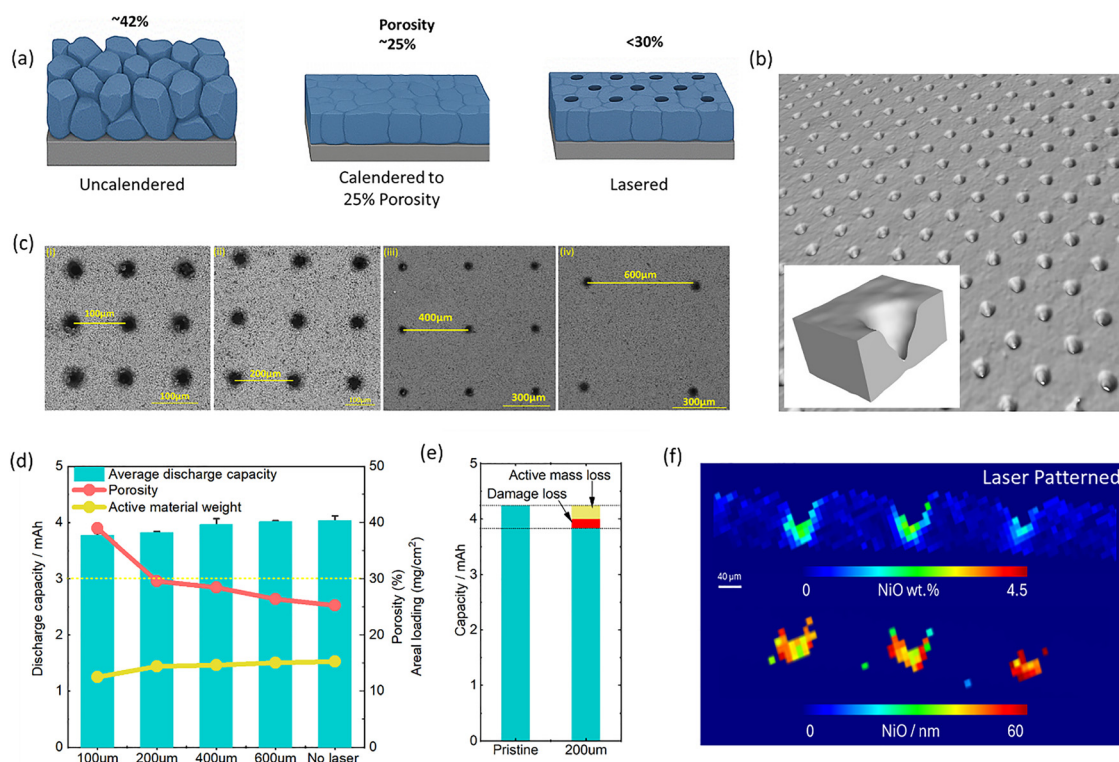 (a)
~42%
Porosity
~25%
<30%
Uncalendered
Calendered to
25% Porosity
Lasered
(b)
(c)
(i)
100µm
100µm
(ii)
200µm
100µm
(iii)
400µm
300µm
(iv)
600µm
300µm
(d)
Discharge capacity / mAh
5
4
3
2
1
0
Average discharge capacity
Porosity
Active material weight
50
40
30
20
10
0
Porosity (%)
Areal loading (mg/cm²)
100um
200um
400um
600um
No laser
(e)
Capacity / mAh
5
4
3
2
1
0
Active mass loss
Damage loss
Pristine
200um
(f)
Laser Patterned
40 µm
0
NiO wt.%
4.5
0
NiO / nm
60